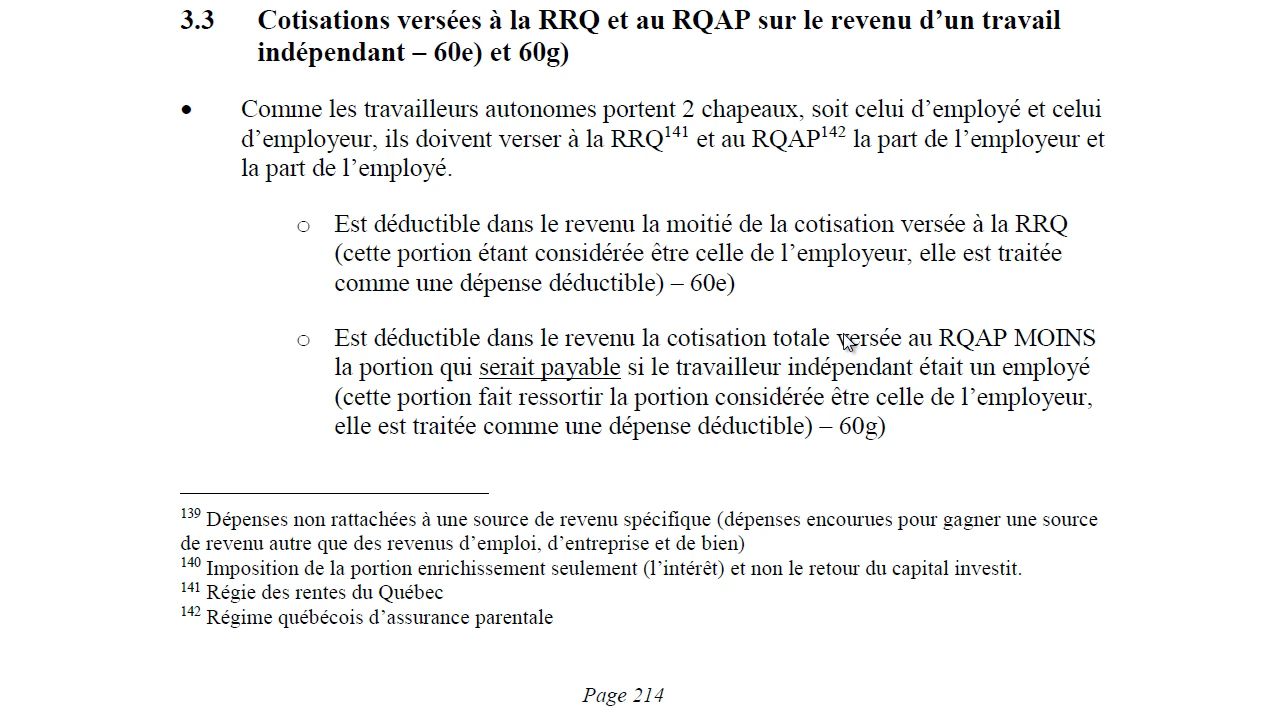 3.3 Cotisations versées à la RRQ et au RQAP sur le revenu d’un travail
indépendant – 60e) et 60g)
• Comme les travailleurs autonomes portent 2 chapeaux, soit celui d’employé et celui
d’employeur, ils doivent verser à la RRQ141 et au RQAP142 la part de l’employeur et
la part de l’employé.
o Est déductible dans le revenu la moitié de la cotisation versée à la RRQ
(cette portion étant considérée être celle de l’employeur, elle est traitée
comme une dépense déductible) – 60e)
o Est déductible dans le revenu la cotisation totale versée au RQAP MOINS
la portion qui serait payable si le travailleur indépendant était un employé
(cette portion fait ressortir la portion considérée être celle de l’employeur,
elle est traitée comme une dépense déductible) – 60g)
139 Dépenses non rattachées à une source de revenu spécifique (dépenses encourues pour gagner une source
de revenu autre que des revenus d’emploi, d’entreprise et de bien)
140 Imposition de la portion enrichissement seulement (l’intérêt) et non le retour du capital investit.
141 Régie des rentes du Québec
142 Régime québécois d’assurance parentale
Page 214